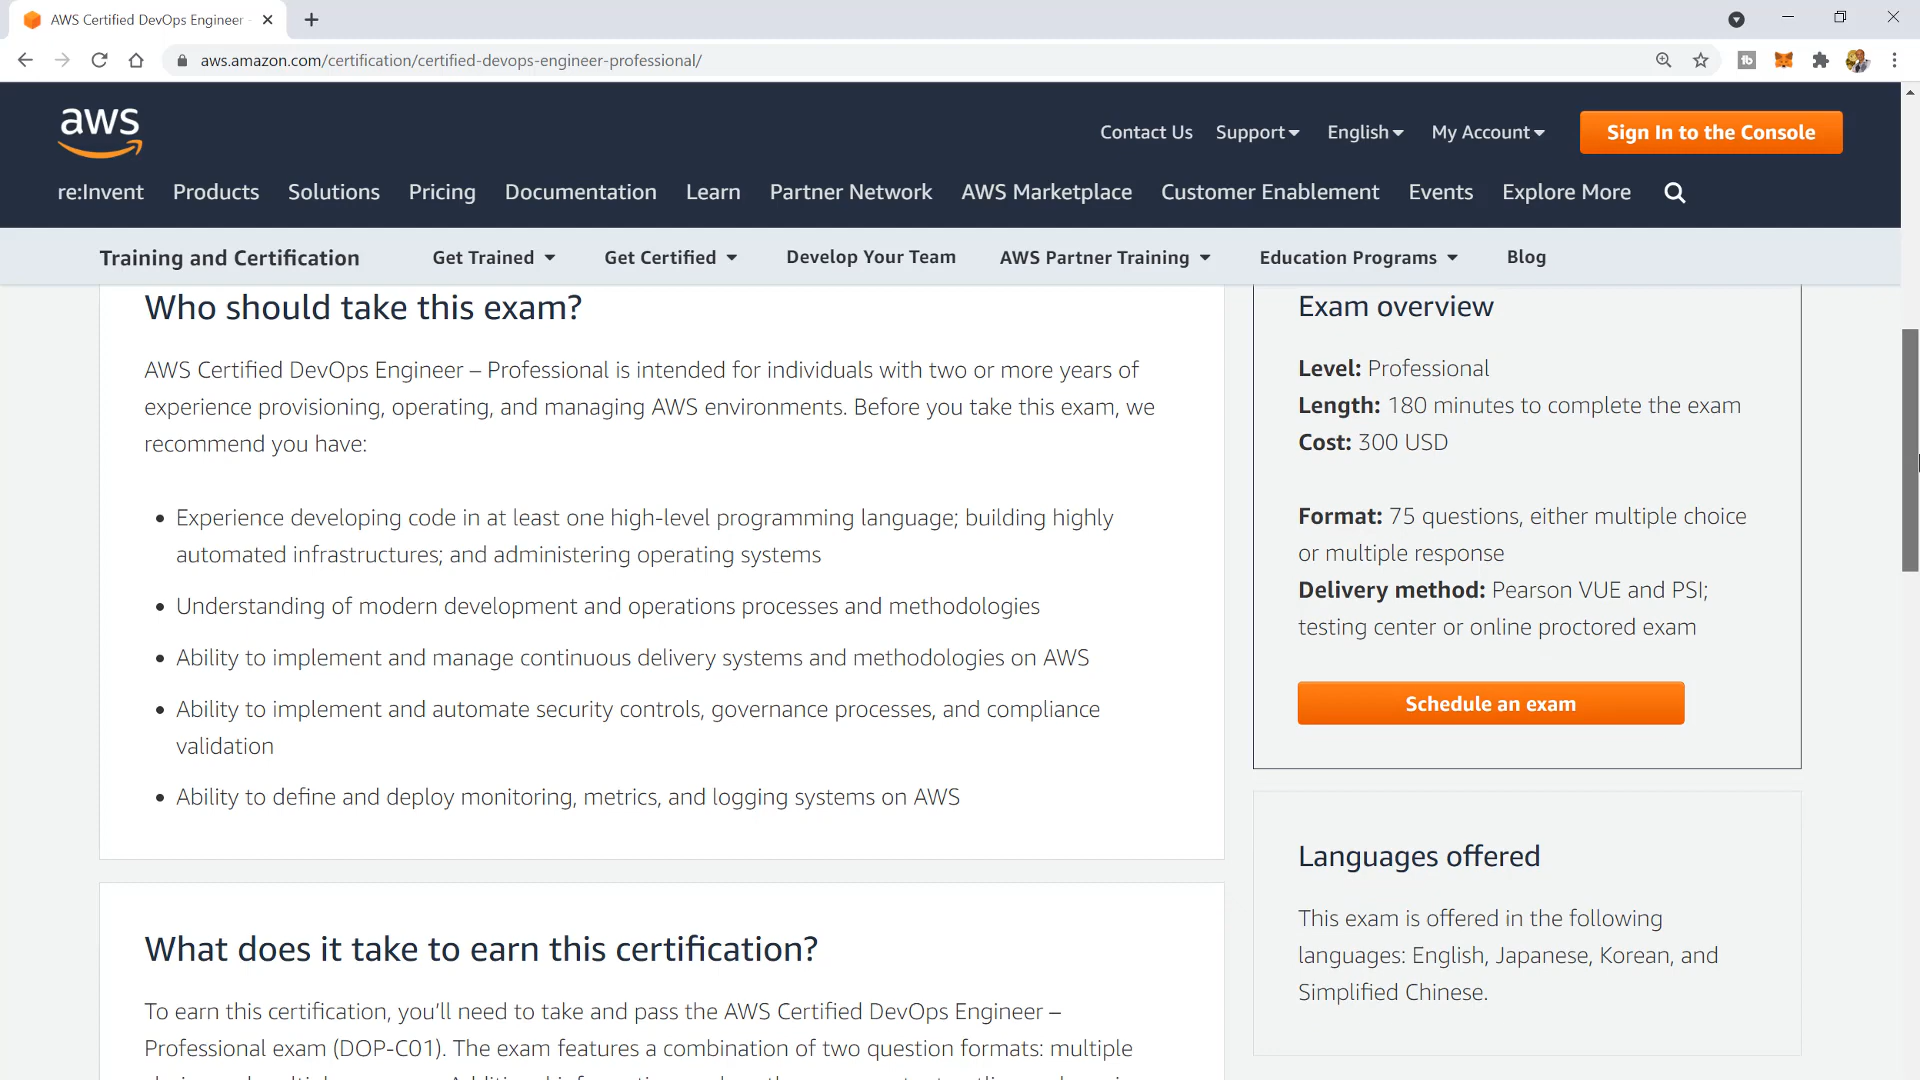 AWS Certified DevOps Engineer
aws.amazon.com/certification/certified-devops-engineer-professional/
aws
Contact Us Support English My Account Sign In to the Console
re:Invent Products Solutions Pricing Documentation Learn Partner Network AWS Marketplace Customer Enablement Events Explore More
Training and Certification Get Trained Get Certified Develop Your Team AWS Partner Training Education Programs Blog
Who should take this exam?
AWS Certified DevOps Engineer – Professional is intended for individuals with two or more years of
experience provisioning, operating, and managing AWS environments. Before you take this exam, we
recommend you have:
• Experience developing code in at least one high-level programming language; building highly
automated infrastructures; and administering operating systems
• Understanding of modern development and operations processes and methodologies
• Ability to implement and manage continuous delivery systems and methodologies on AWS
• Ability to implement and automate security controls, governance processes, and compliance
validation
• Ability to define and deploy monitoring, metrics, and logging systems on AWS
What does it take to earn this certification?
To earn this certification, you’ll need to take and pass the AWS Certified DevOps Engineer –
Professional exam (DOP-C01). The exam features a combination of two question formats: multiple
Exam overview
Level: Professional
Length: 180 minutes to complete the exam
Cost: 300 USD
Format: 75 questions, either multiple choice
or multiple response
Delivery method: Pearson VUE and PSI;
testing center or online proctored exam
Schedule an exam
Languages offered
This exam is offered in the following
languages: English, Japanese, Korean, and
Simplified Chinese.